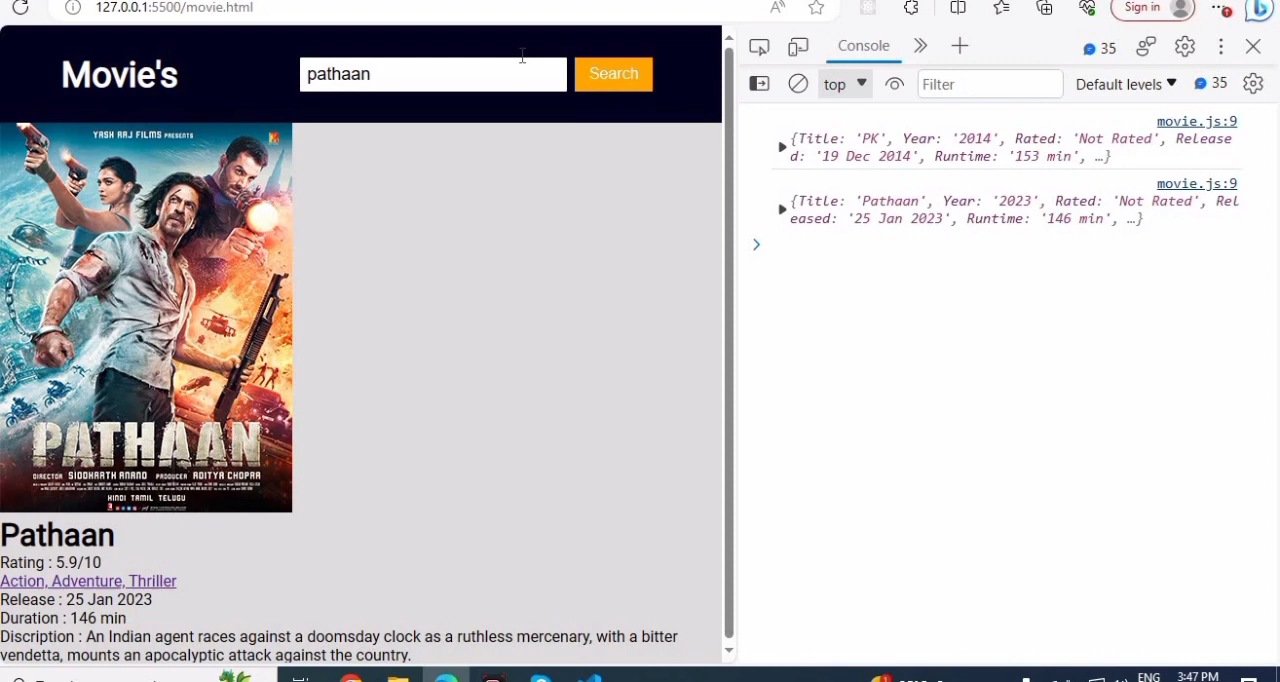 127.0.0.1:5500/movie.html
Sign in
Movie's
pathaan
Search
YASH RAJ FILMS PRESENTS
PATHAAN
DIRECTOR SIDDHARTH ANAND PRODUCER ADITYA CHOPRA
HINDI TAMIL TELUGU
Pathaan
Rating : 5.9/10
Action, Adventure, Thriller
Release : 25 Jan 2023
Duration : 146 min
Discription : An Indian agent races against a doomsday clock as a ruthless mercenary, with a bitter
vendetta, mounts an apocalyptic attack against the country.
Console
35
top
Filter
Default levels
35
movie.js:9
{Title: 'PK', Year: '2014', Rated: 'Not Rated', Release
d: '19 Dec 2014', Runtime: '153 min', …}
movie.js:9
{Title: 'Pathaan', Year: '2023', Rated: 'Not Rated', Rel
eased: '25 Jan 2023', Runtime: '146 min', …}
ENG
3:47 PM